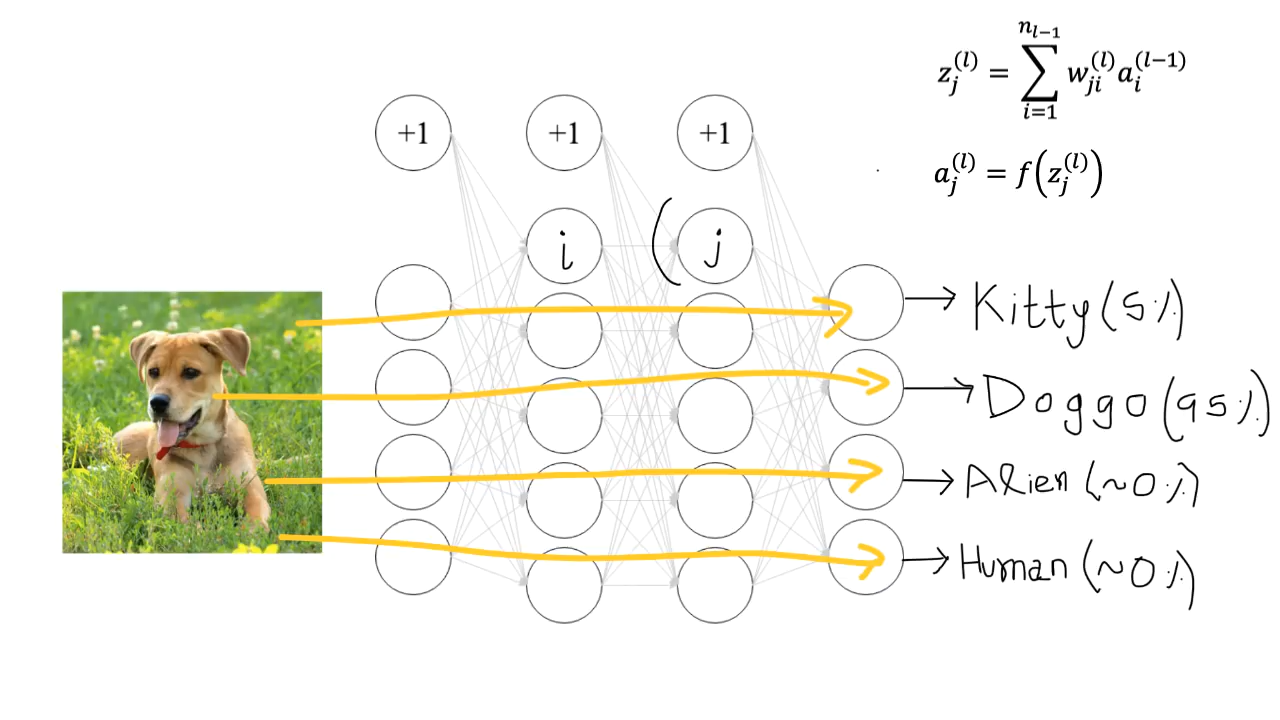 z_j^{(l)} = \sum_{i=1}^{n_{l-1}} w_{ji}^{(l)} a_i^{(l-1)}
a_j^{(l)} = f(z_j^{(l)})
+1 +1 +1
i ( j
Kitty (5%)
Doggo (95%)
Alien (~0%)
Human (~0%)